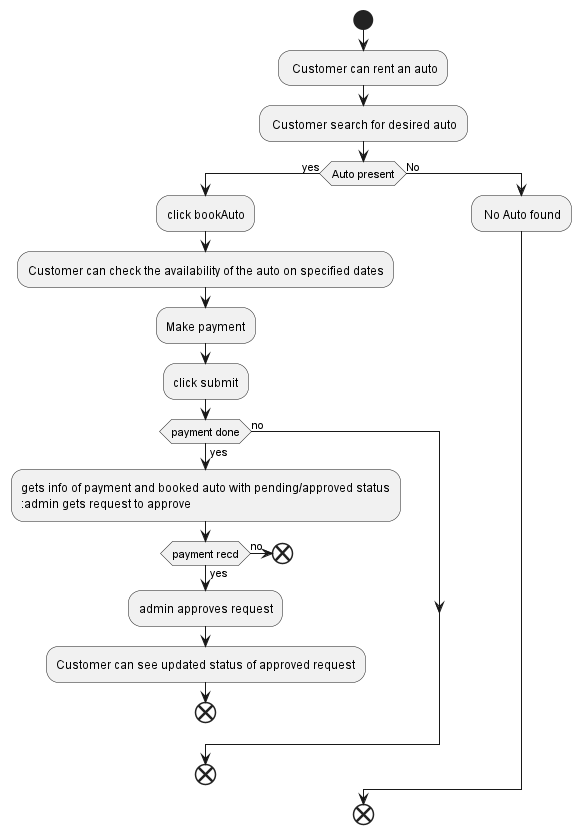 Customer can rent an auto
Customer search for desired auto
yes
Auto present
No
click bookAuto
No Auto found
Customer can check the availability of the auto on specified dates
Make payment
click submit
payment done
no
yes
gets info of payment and booked auto with pending/approved status
:admin gets request to approve
payment recd
no
yes
admin approves request
Customer can see updated status of approved request